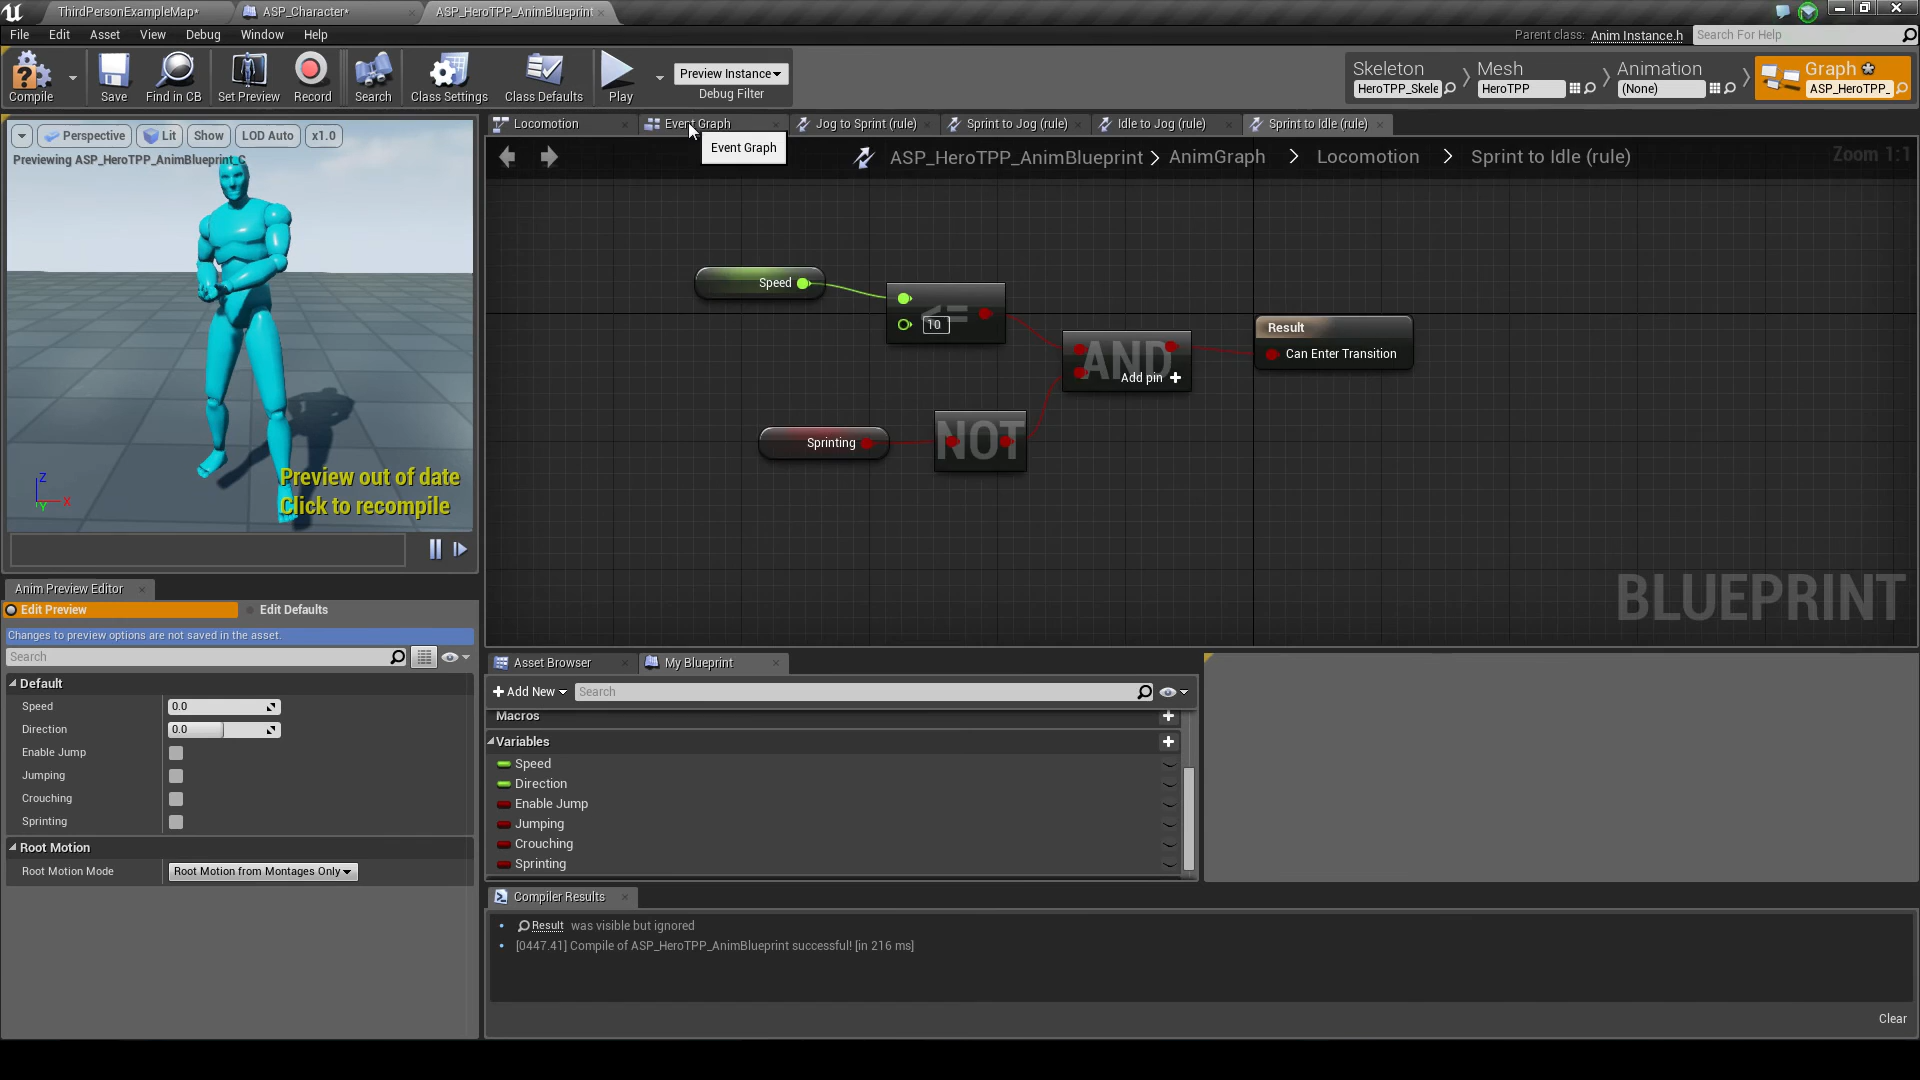 ThirdPersonExampleMap*
ASP_Character*
ASP_HeroTPP_AnimBlueprint
File Edit Asset View Debug Window Help
Parent class: Anim Instance.h
Search For Help
Compile
Save
Find in CB
Set Preview
Record
Search
Class Settings
Class Defaults
Play
Preview Instance
Debug Filter
Skeleton
HeroTPP_Skele
Mesh
HeroTPP
Animation
(None)
Graph
ASP_HeroTPP_
Perspective
Lit
Show
LOD Auto
x1.0
Previewing ASP_HeroTPP_AnimBlueprint_C
Preview out of date
Click to recompile
Z
X
Y
Locomotion
Event Graph
Jog to Sprint (rule)
Sprint to Jog (rule)
Idle to Jog (rule)
Sprint to Idle (rule)
Event Graph
ASP_HeroTPP_AnimBlueprint > AnimGraph > Locomotion > Sprint to Idle (rule)
Zoom 1:1
Speed
<=
10
Sprinting
NOT
AND
Add pin +
Result
Can Enter Transition
BLUEPRINT
Anim Preview Editor
Edit Preview
Edit Defaults
Changes to preview options are not saved in the asset.
Search
Default
Speed 0.0
Direction 0.0
Enable Jump
Jumping
Crouching
Sprinting
Root Motion
Root Motion Mode Root Motion from Montages Only
Asset Browser
My Blueprint
+ Add New
Search
Macros
Variables
Speed
Direction
Enable Jump
Jumping
Crouching
Sprinting
Compiler Results
Result was visible but ignored
[0447.41] Compile of ASP_HeroTPP_AnimBlueprint successful! [in 216 ms]
Clear